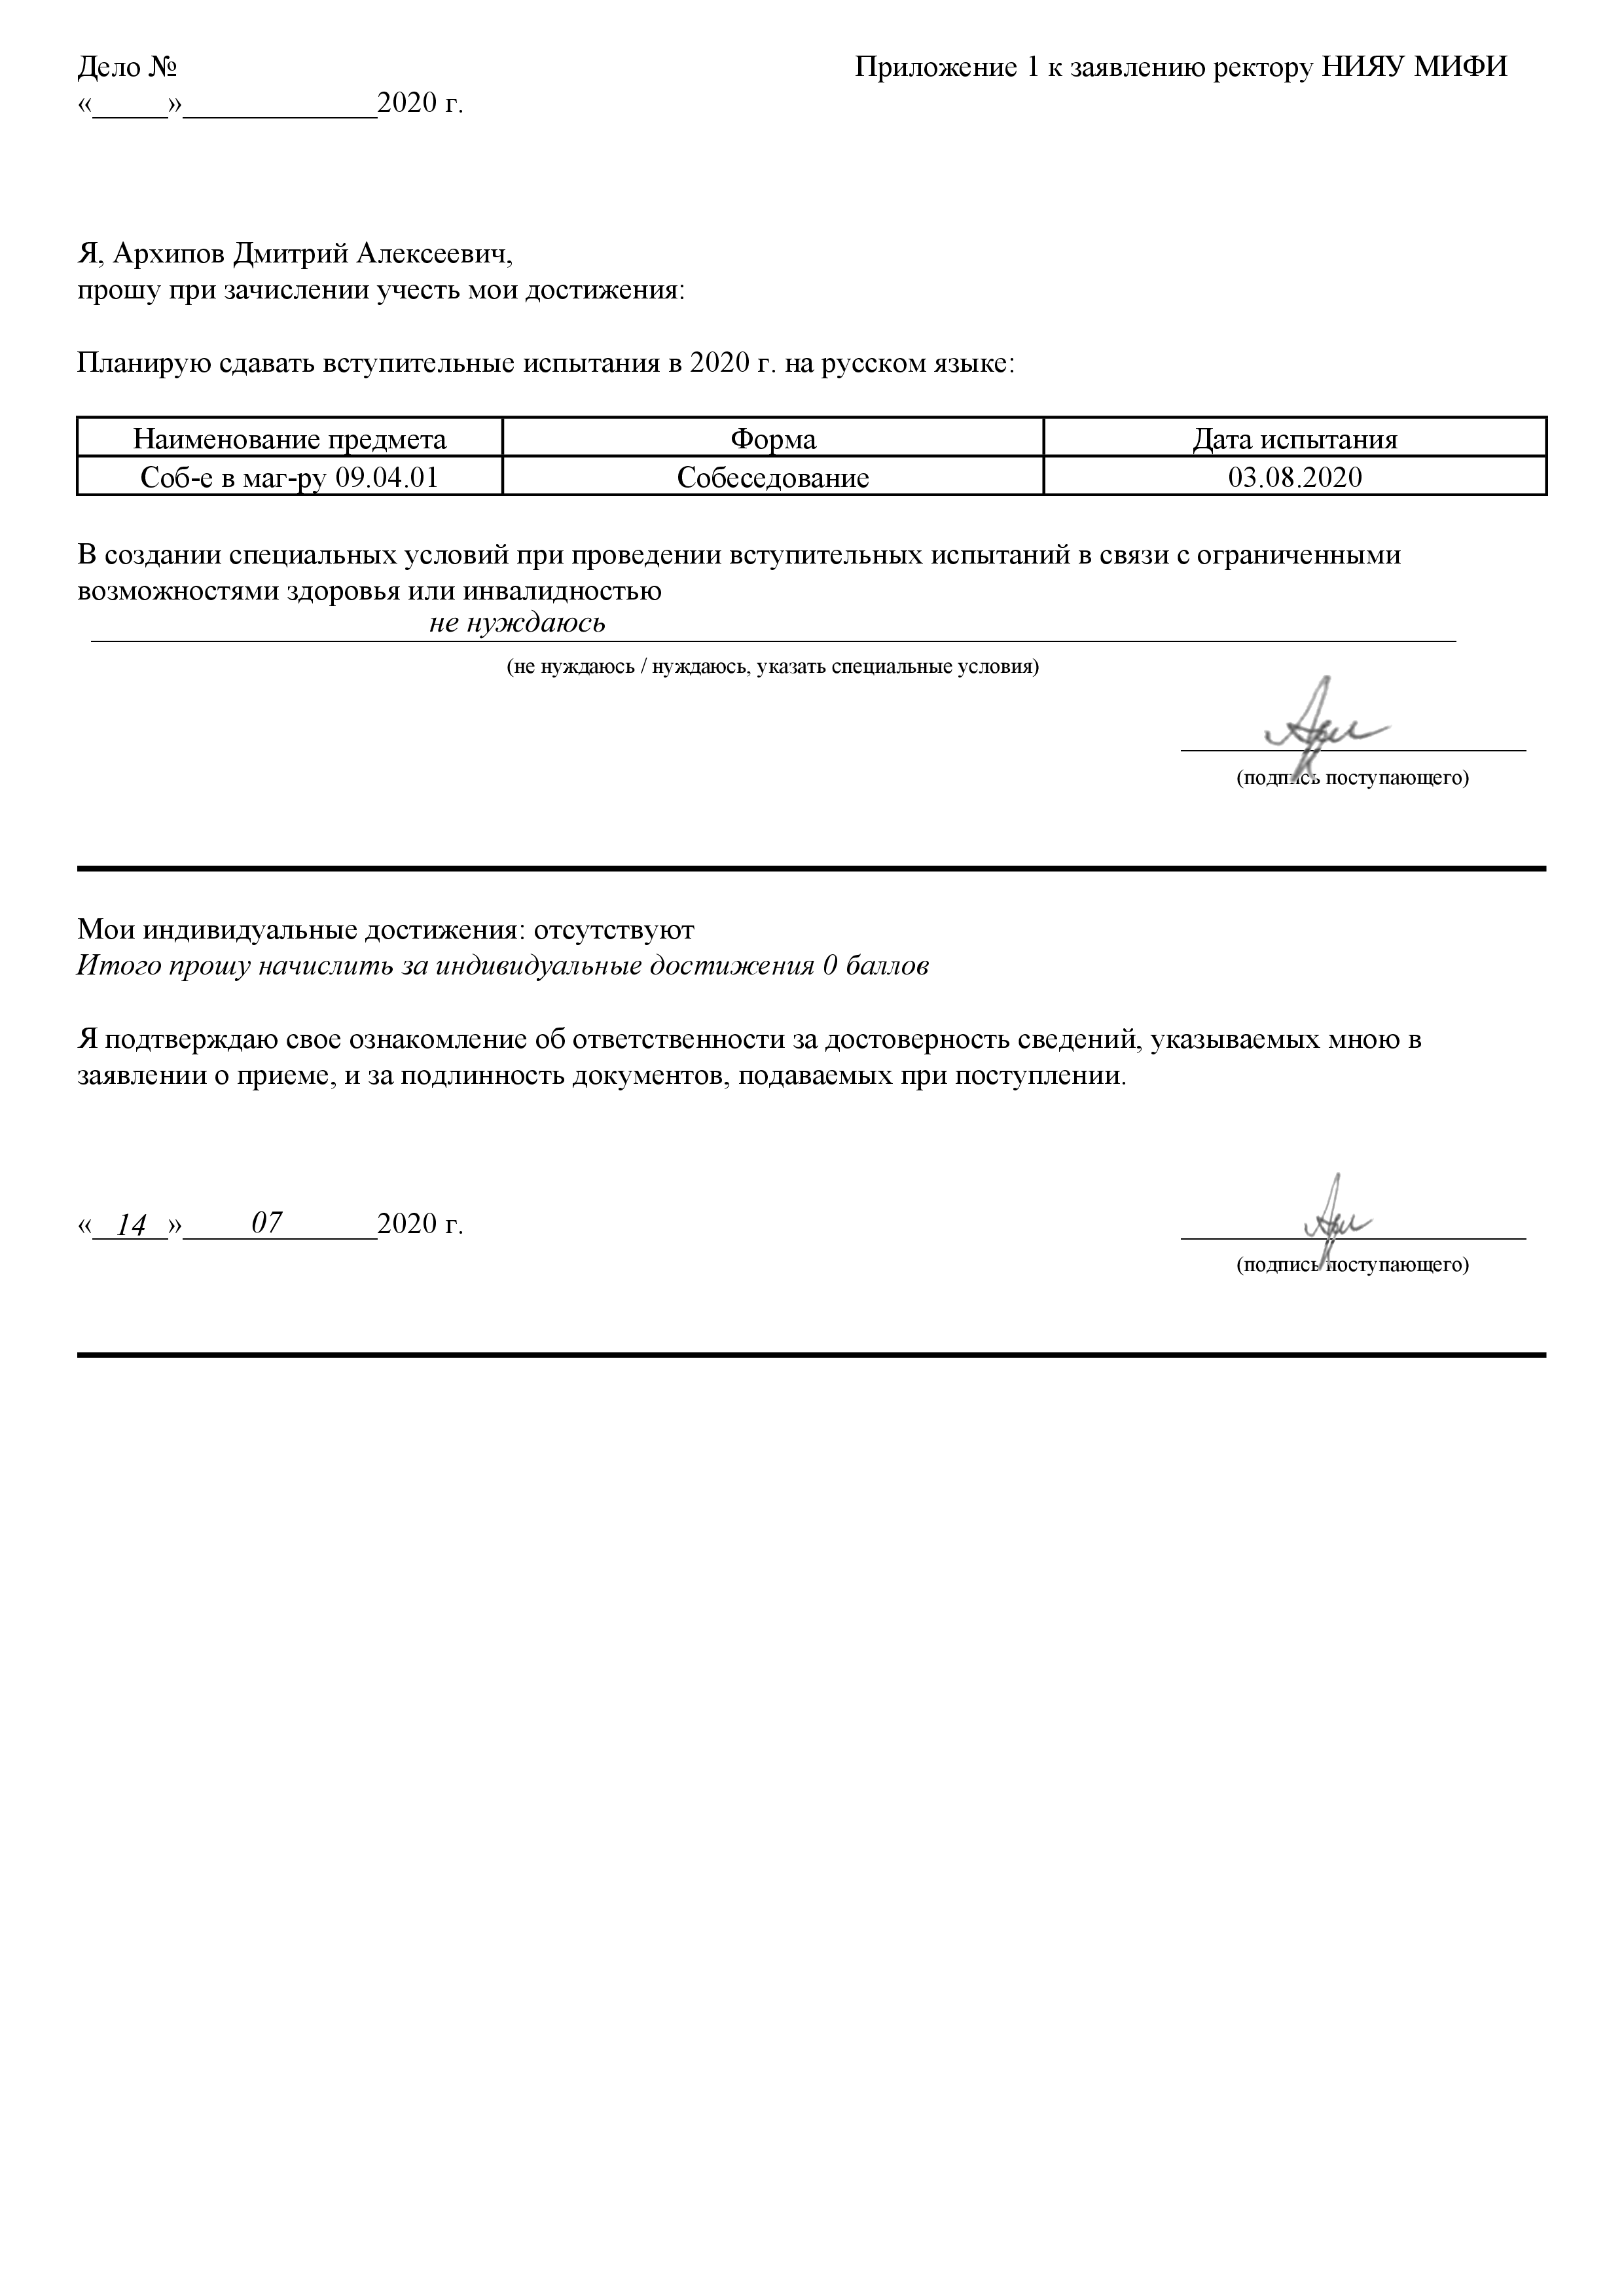 Дело №
Приложение 1 к заявлению ректору НИЯУ МИФИ
«_____»_____________2020 г.
Я, Архипов Дмитрий Алексеевич,
прошу при зачислении учесть мои достижения:
Планирую сдавать вступительные испытания в 2020 г. на русском языке:
Наименование предмета Форма Дата испытания
Соб-е в маг-ру 09.04.01 Собеседование 03.08.2020
В создании специальных условий при проведении вступительных испытаний в связи с ограниченными
возможностями здоровья или инвалидностью
не нуждаюсь
(не нуждаюсь / нуждаюсь, указать специальные условия)
(подпись поступающего)
Мои индивидуальные достижения: отсутствуют
Итого прошу начислить за индивидуальные достижения 0 баллов
Я подтверждаю свое ознакомление об ответственности за достоверность сведений, указываемых мною в
заявлении о приеме, и за подлинность документов, подаваемых при поступлении.
«14» 07 2020 г.
(подпись поступающего)